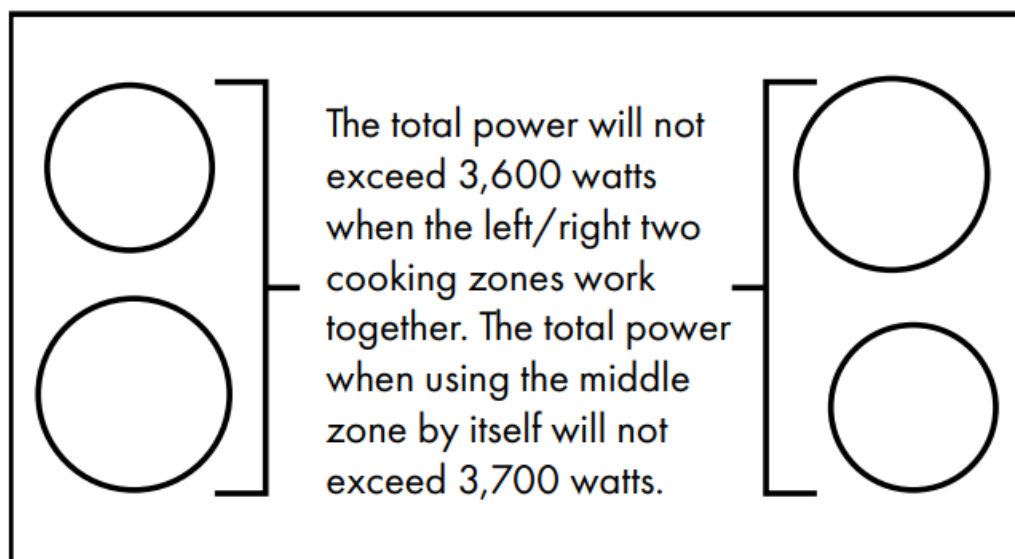 The total power will not
exceed 3,600 watts
when the left/right two
cooking zones work
together. The total power
when using the middle
zone by itself will not
exceed 3,700 watts.